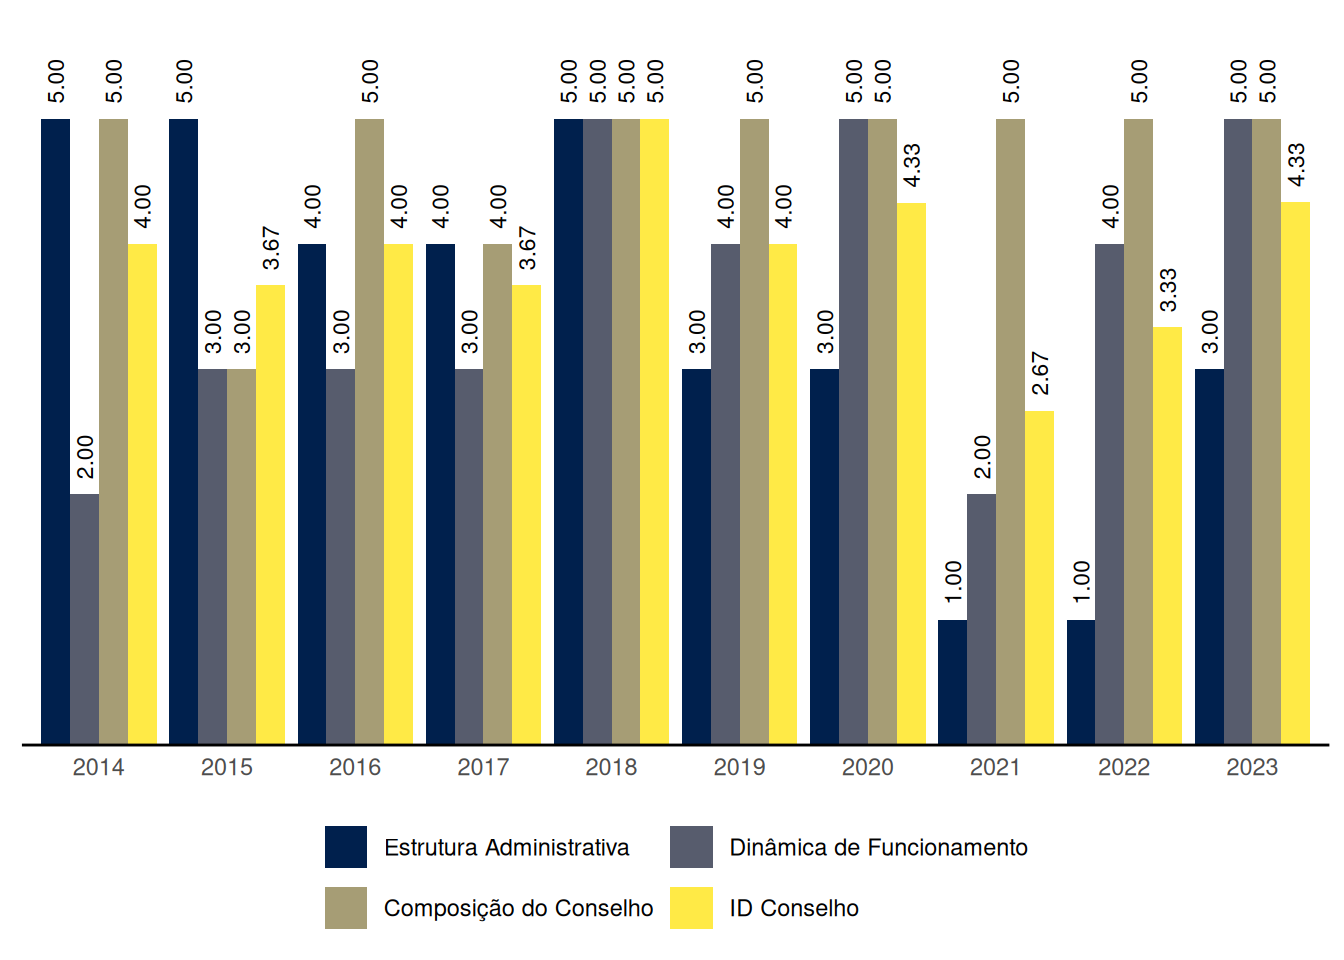 5.00 2.00 5.00 4.00
5.00 3.00 3.00 3.67
4.00 3.00 5.00 4.00
4.00 3.00 4.00 3.67
5.00 5.00 5.00 5.00
3.00 4.00 5.00 4.00
3.00 5.00 5.00 4.33
1.00 2.00 5.00 2.67
1.00 4.00 5.00 3.33
3.00 5.00 5.00 4.33
2014 2015 2016 2017 2018 2019 2020 2021 2022 2023
Estrutura Administrativa Dinâmica de Funcionamento
Composição do Conselho ID Conselho